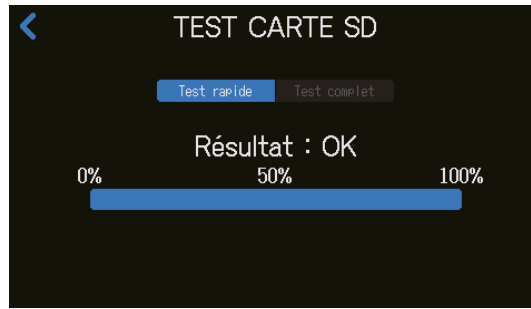 TEST CARTE SD
Test rapide Test complet
Résultat : OK
0% 50% 100%